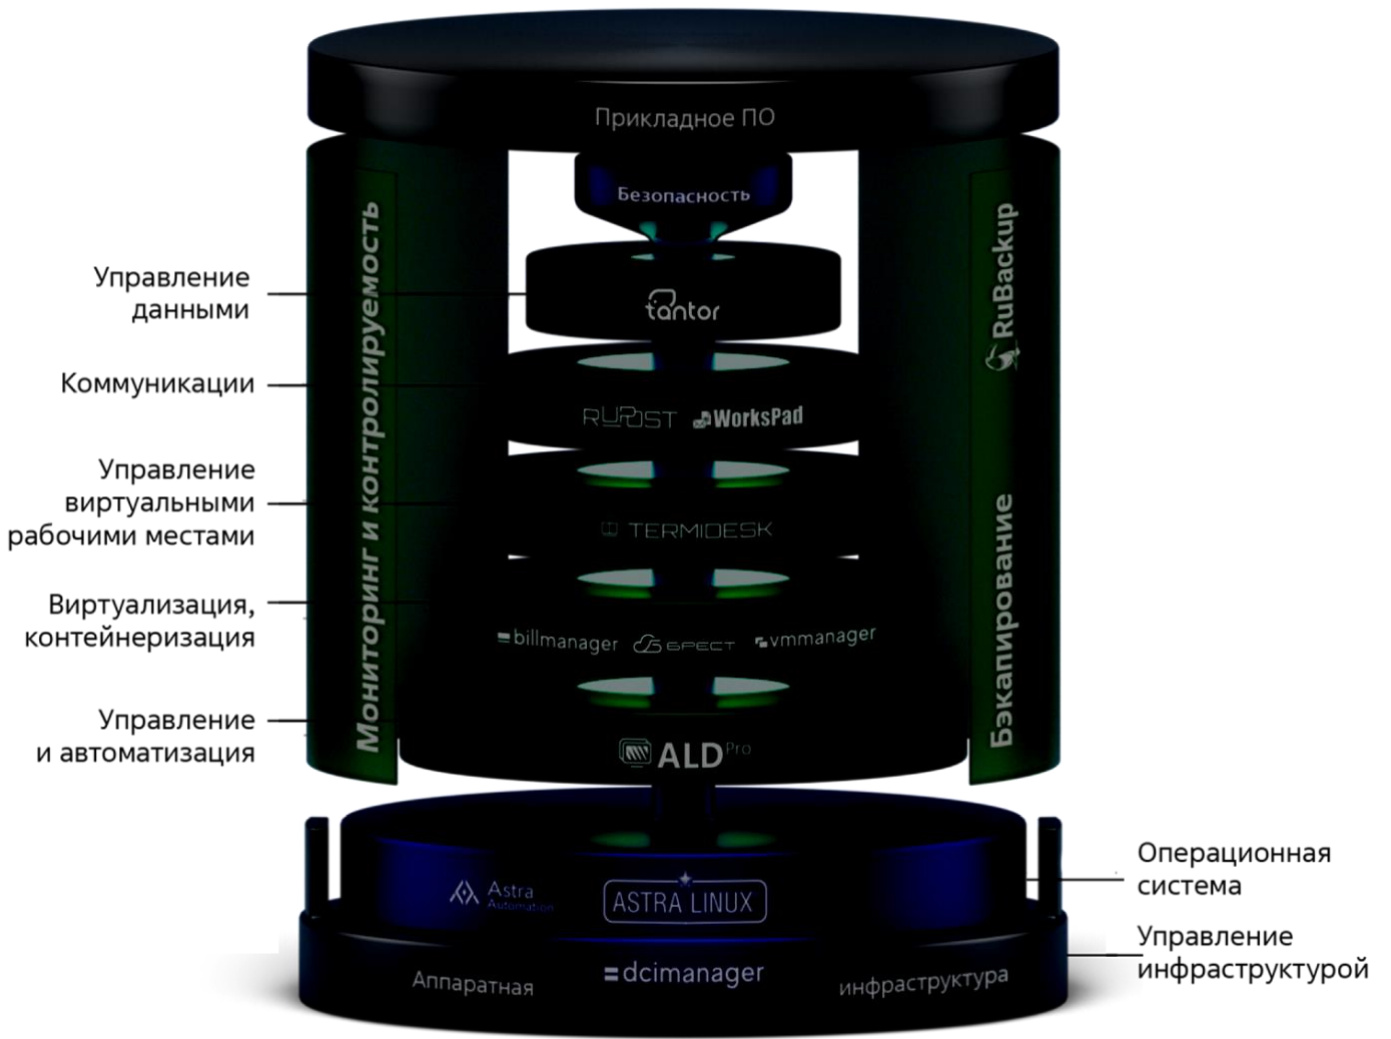 Прикладное ПО
Безопасность
Управление
данными
tantor
Коммуникации
RUPOST WorksPad
Управление
виртуальными
рабочими местами
TERMIDESK
Виртуализация,
контейнеризация
billmanager БРЕСТ vmmanager
Управление
и автоматизация
ALD Pro
Мониторинг и контролируемость
RuBackup
Бэкапирование
Операционная
система
Astra
Automation
ASTRA LINUX
Управление
инфраструктурой
dcimanager
Аппаратная инфраструктура